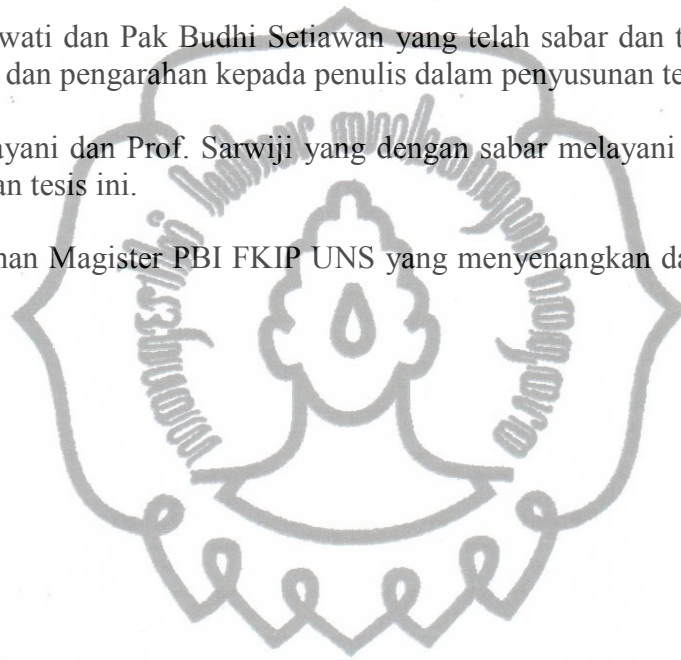 wati dan Pak Budhi Setiawan yang telah sabar dan t
dan pengarahan kepada penulis dalam penyusunan te
ayani dan Prof. Sarwiji yang dengan sabar melayani
an tesis ini.
nan Magister PBI FKIP UNS yang menyenangkan da